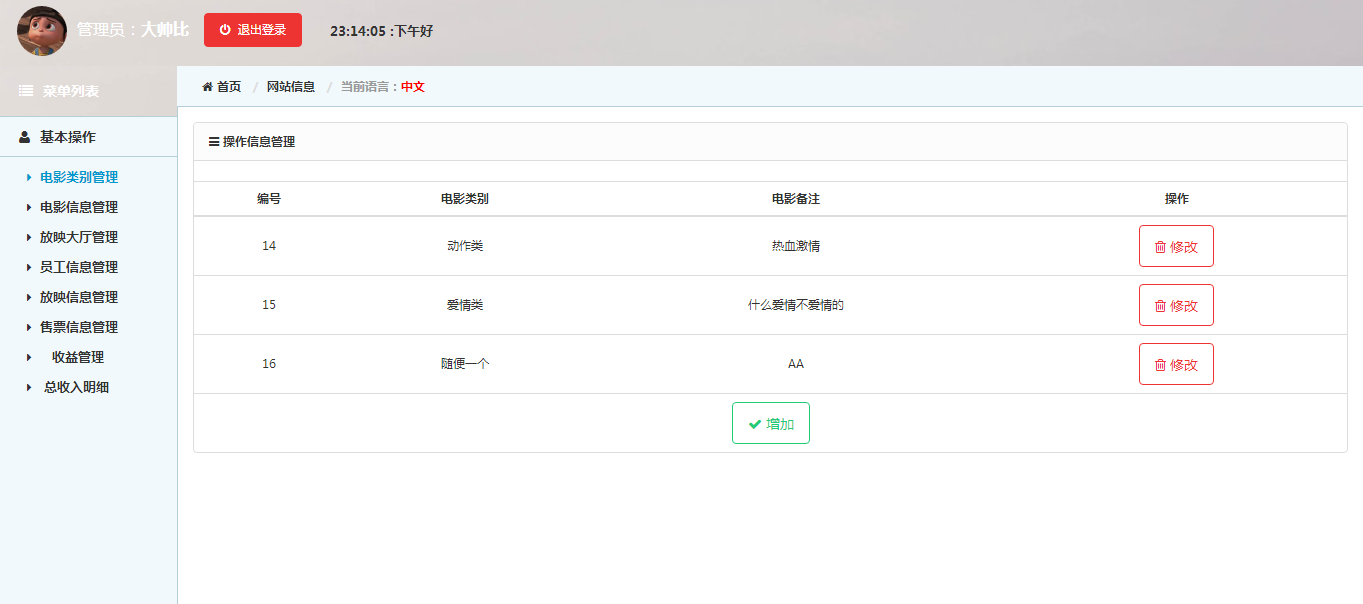 管理员：大帅比 退出登录 23:14:05 :下午好
菜单列表 首页 / 网站信息 / 当前语言：中文
基本操作
电影类别管理
电影信息管理
放映大厅管理
员工信息管理
放映信息管理
售票信息管理
收益管理
总收入明细
操作信息管理
编号 电影类别 电影备注 操作
14 动作类 热血激情 修改
15 爱情类 什么爱情不爱情的 修改
16 随便一个 AA 修改
增加